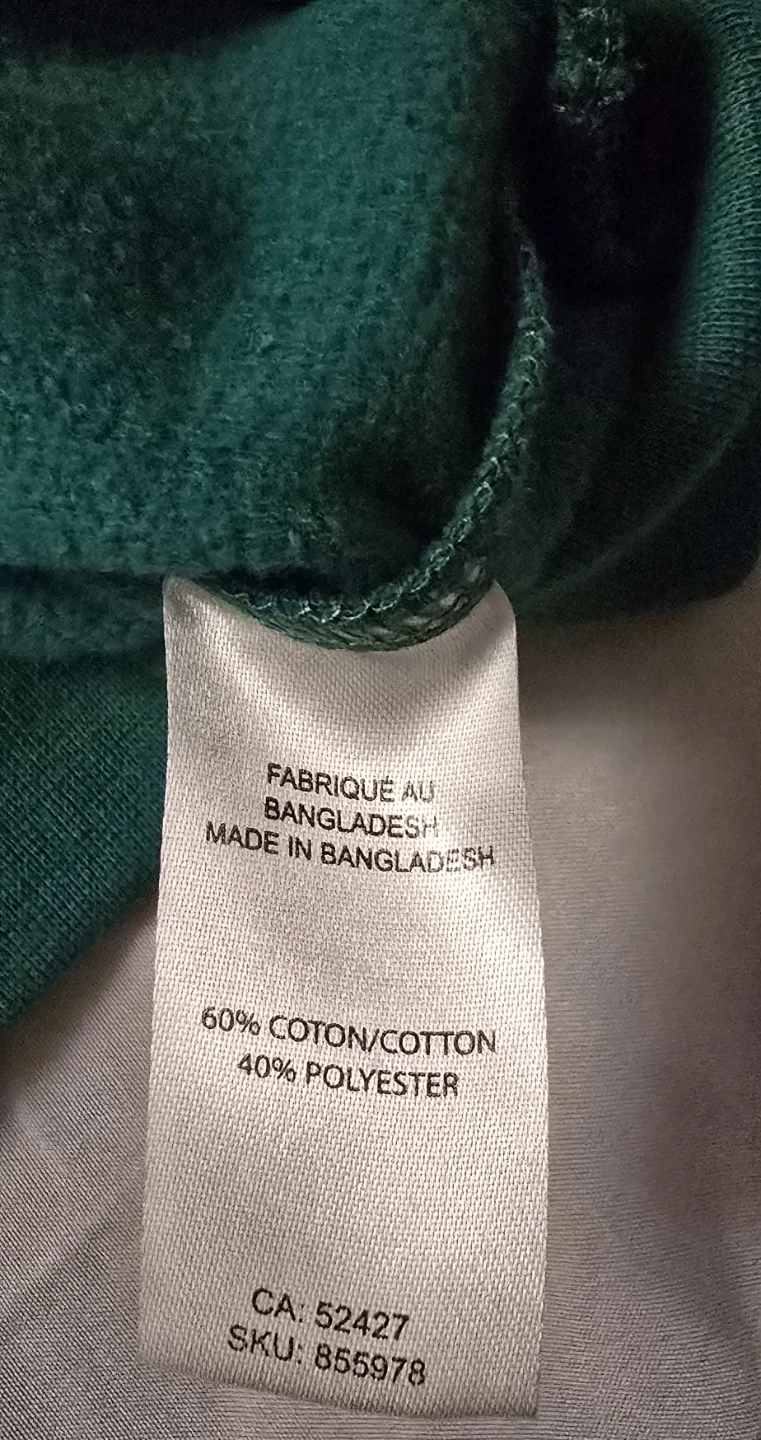 FABRIQUÉ AU
BANGLADESH
MADE IN BANGLADESH
60% COTON/COTTON
40% POLYESTER
CA: 52427
SKU: 855978